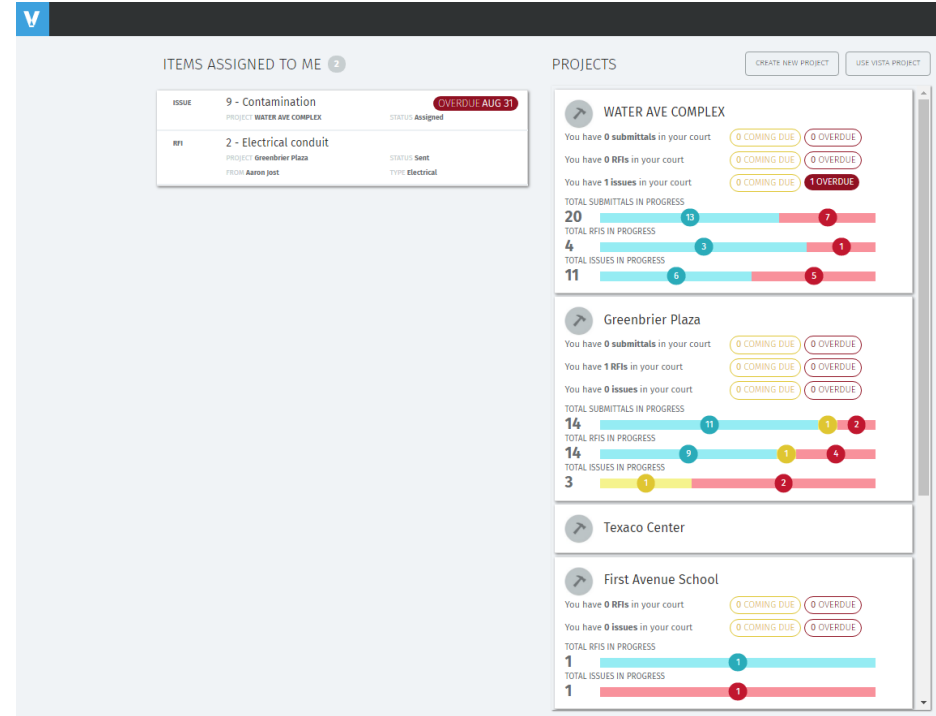 V
ITEMS ASSIGNED TO ME 2
ISSUE 9 - Contamination OVERDUE AUG 31
PROJECT WATER AVE COMPLEX STATUS Assigned
RFI 2 - Electrical conduit
PROJECT Greenbrier Plaza STATUS Sent
FROM Aaron Jost TYPE Electrical
PROJECTS CREATE NEW PROJECT USE VISTA PROJECT
WATER AVE COMPLEX
You have 0 submittals in your court 0 COMING DUE 0 OVERDUE
You have 0 RFIs in your court 0 COMING DUE 0 OVERDUE
You have 1 issues in your court 0 COMING DUE 1 OVERDUE
TOTAL SUBMITTALS IN PROGRESS
20 13 7
TOTAL RFIS IN PROGRESS
4 3 1
TOTAL ISSUES IN PROGRESS
11 6 5
Greenbrier Plaza
You have 0 submittals in your court 0 COMING DUE 0 OVERDUE
You have 1 RFIs in your court 0 COMING DUE 0 OVERDUE
You have 0 issues in your court 0 COMING DUE 0 OVERDUE
TOTAL SUBMITTALS IN PROGRESS
14 11 1 2
TOTAL RFIS IN PROGRESS
14 9 1 4
TOTAL ISSUES IN PROGRESS
3 1 2
Texaco Center
First Avenue School
You have 0 RFIs in your court 0 COMING DUE 0 OVERDUE
You have 0 issues in your court 0 COMING DUE 0 OVERDUE
TOTAL RFIS IN PROGRESS
1 1
TOTAL ISSUES IN PROGRESS
1 1